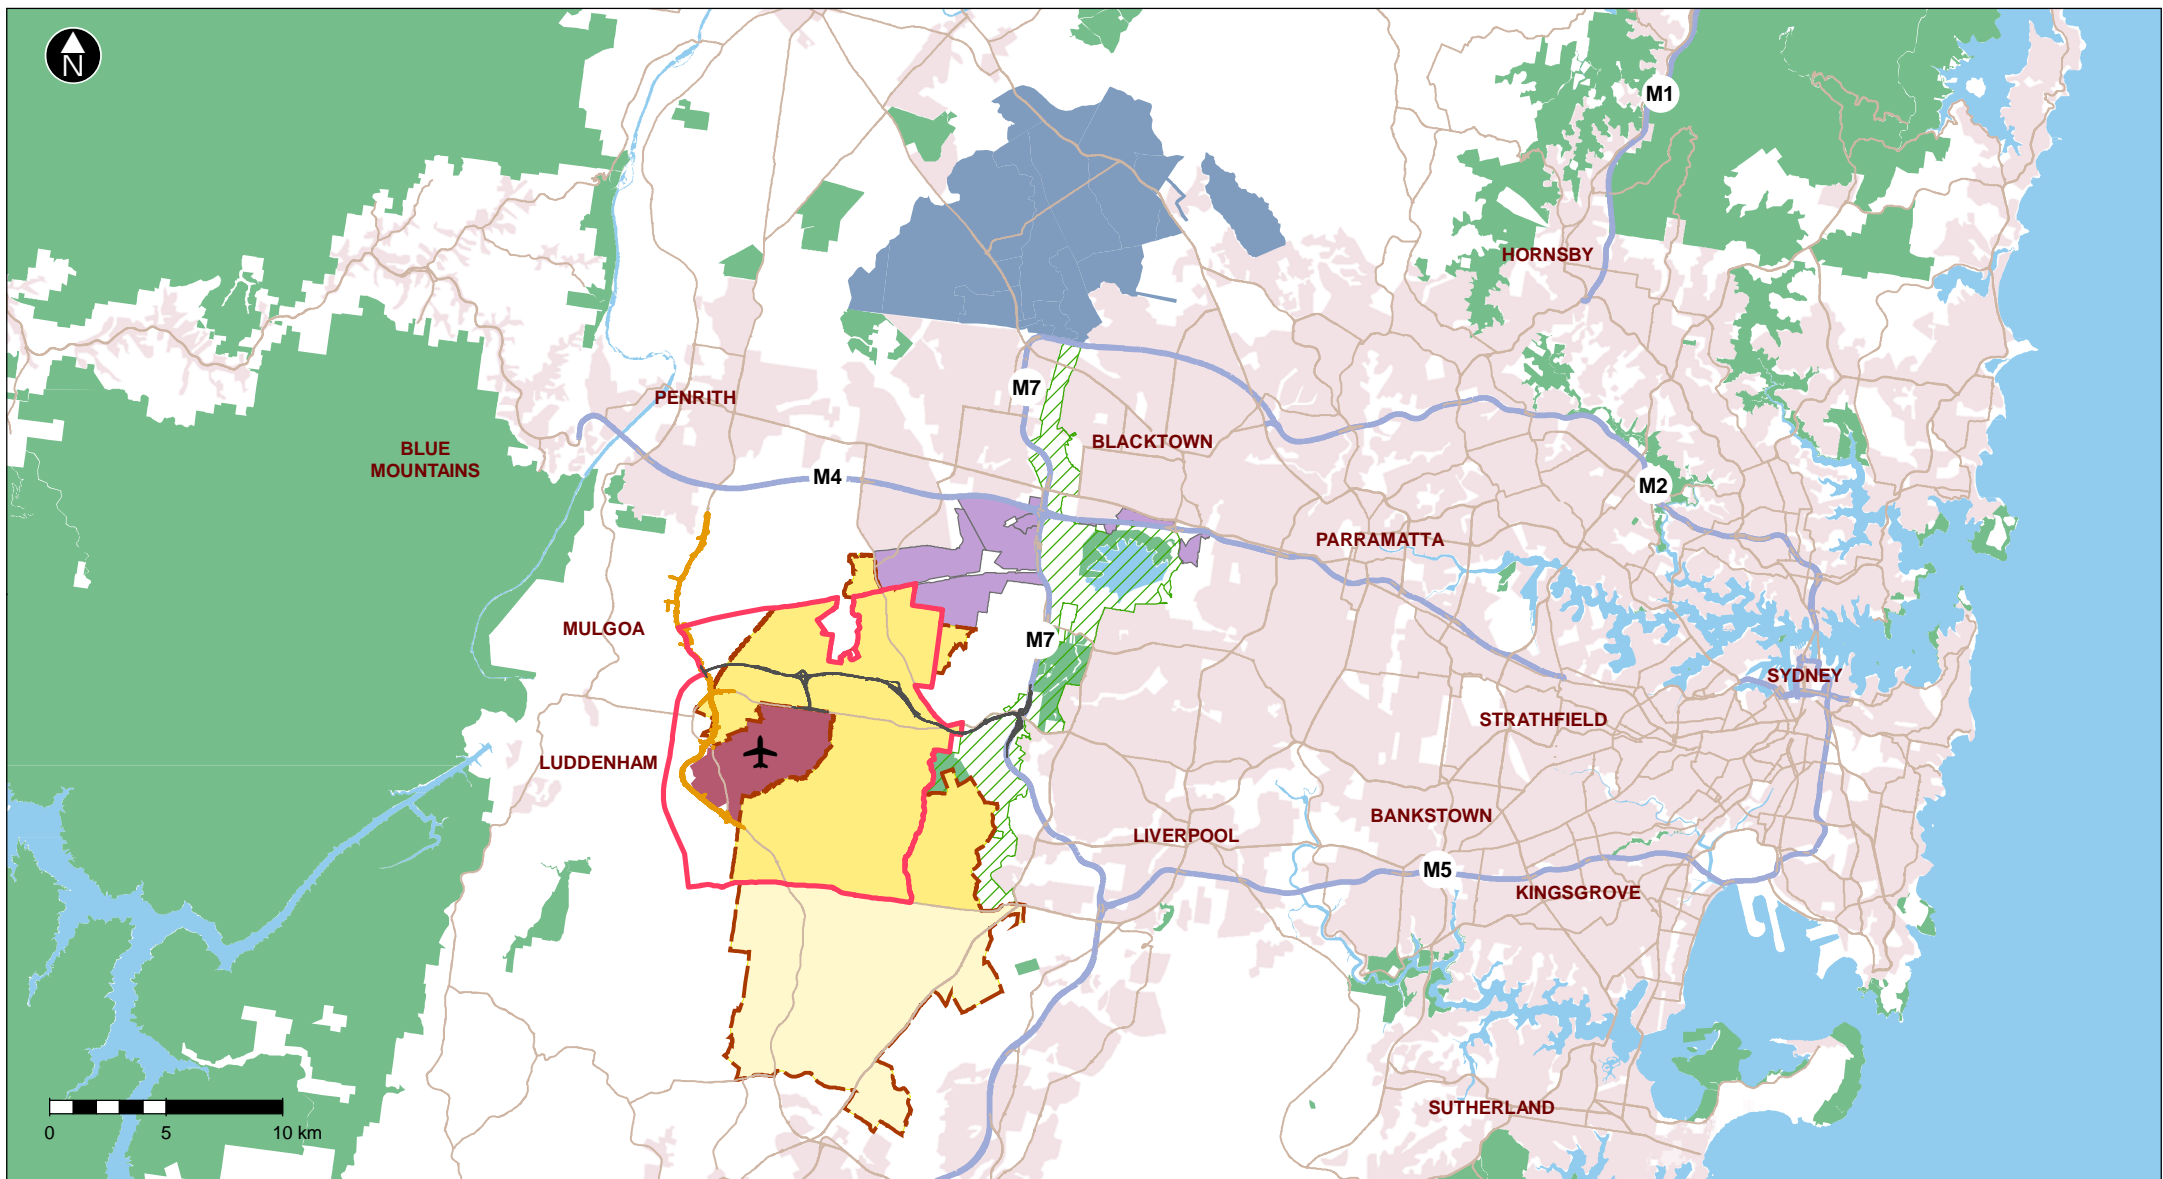 N
M1
HORNSBY
M7
PENRITH
BLACKTOWN
BLUE
MOUNTAINS
M4
M2
PARRAMATTA
MULGOA
M7
SYDNEY
STRATHFIELD
LUDDENHAM
BANKSTOWN
LIVERPOOL
M5
KINGSGROVE
SUTHERLAND
0 5 10 km